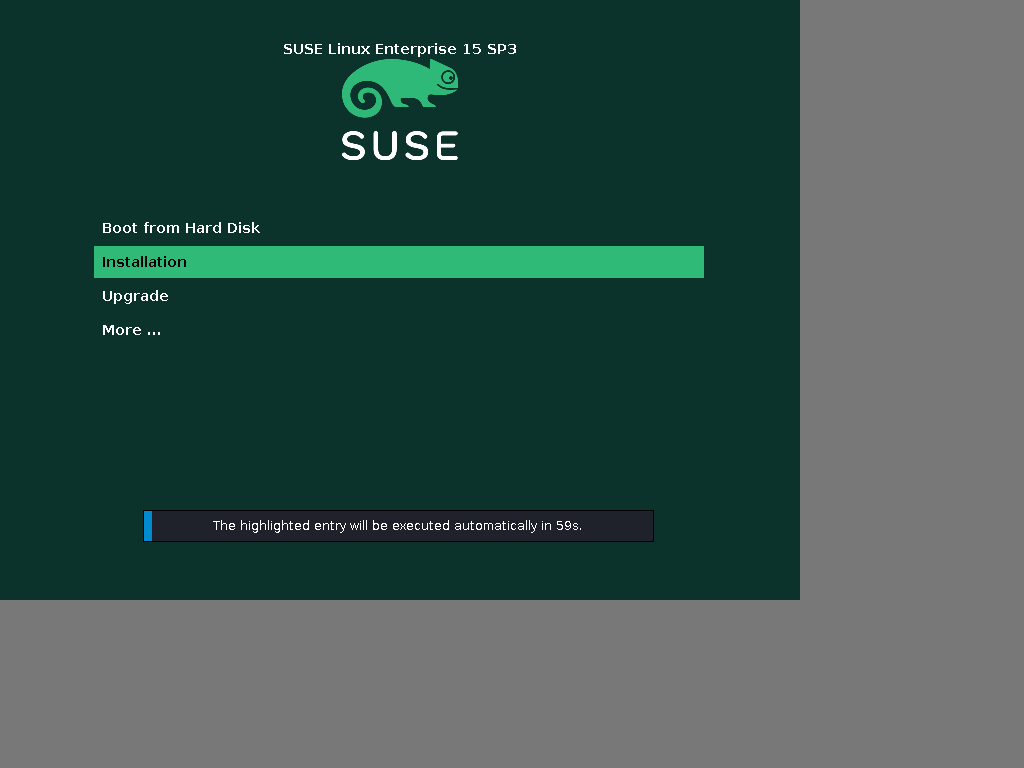 SUSE Linux Enterprise 15 SP3
SUSE
Boot from Hard Disk
Installation
Upgrade
More ...
The highlighted entry will be executed automatically in 59s.